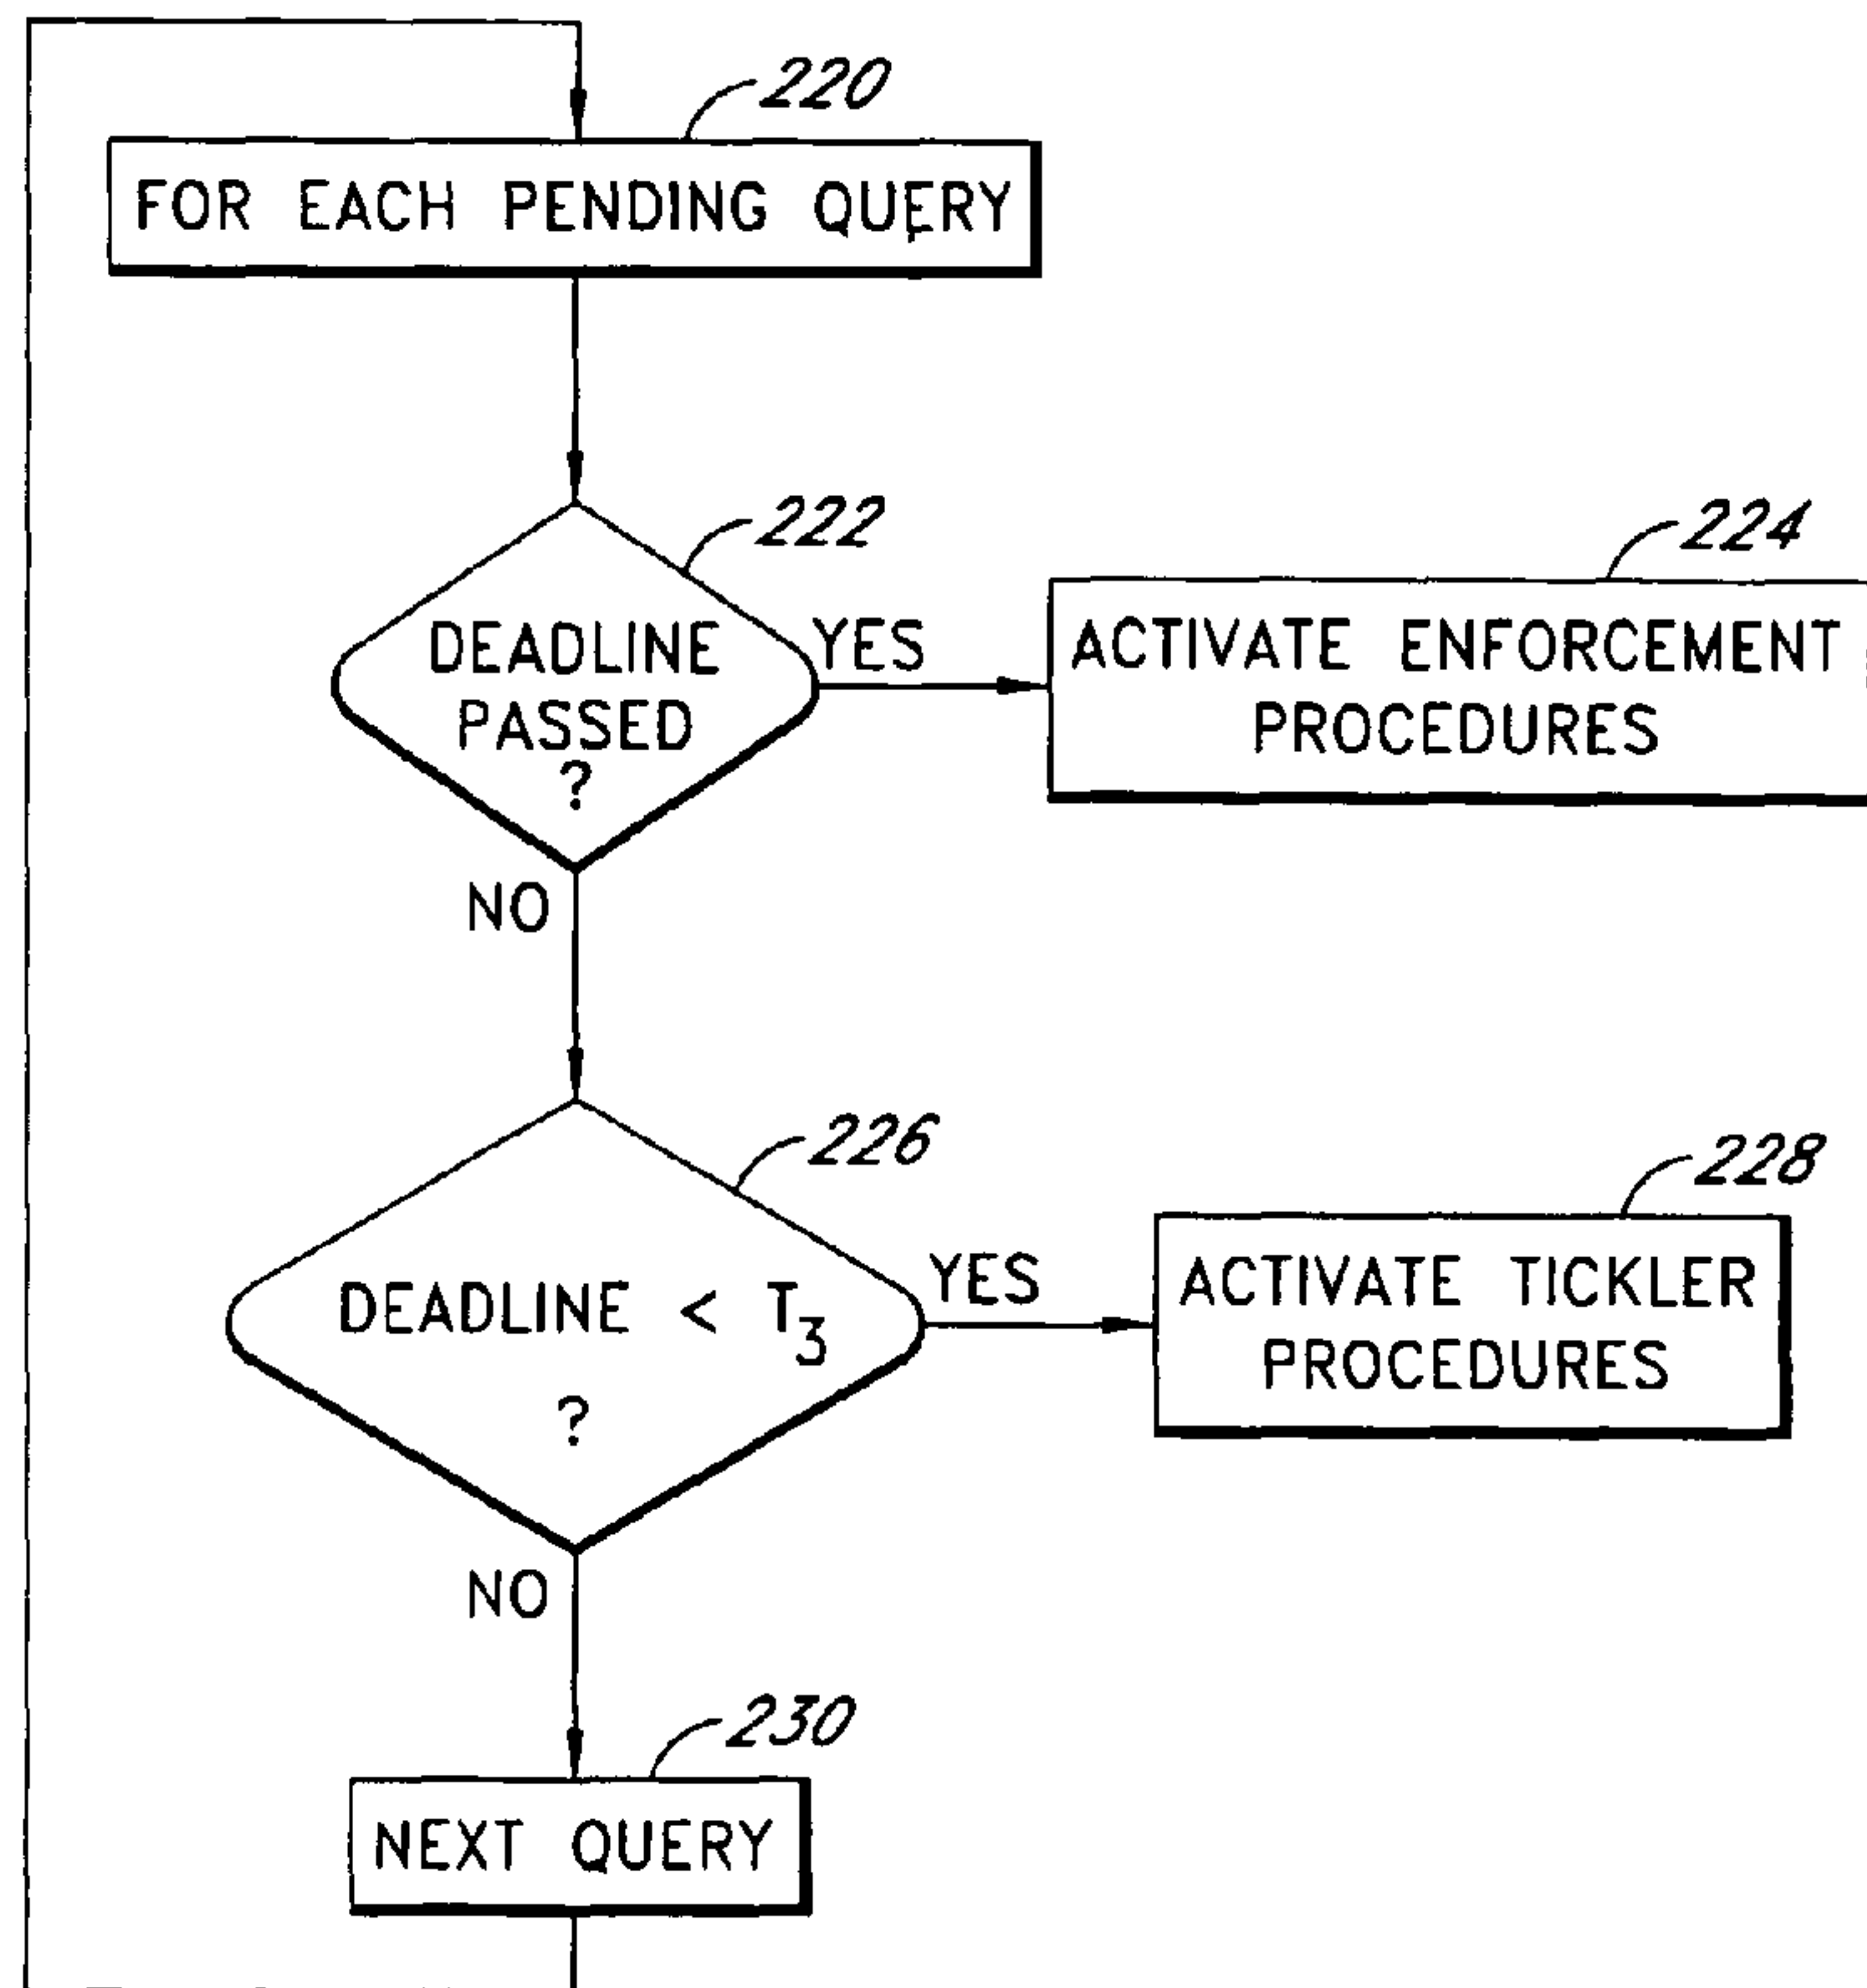 220
FOR EACH PENDING QUERY
222
DEADLINE
PASSED
?
YES
224
ACTIVATE ENFORCEMENT
PROCEDURES
NO
226
DEADLINE < T₃
?
YES
228
ACTIVATE TICKLER
PROCEDURES
NO
230
NEXT QUERY